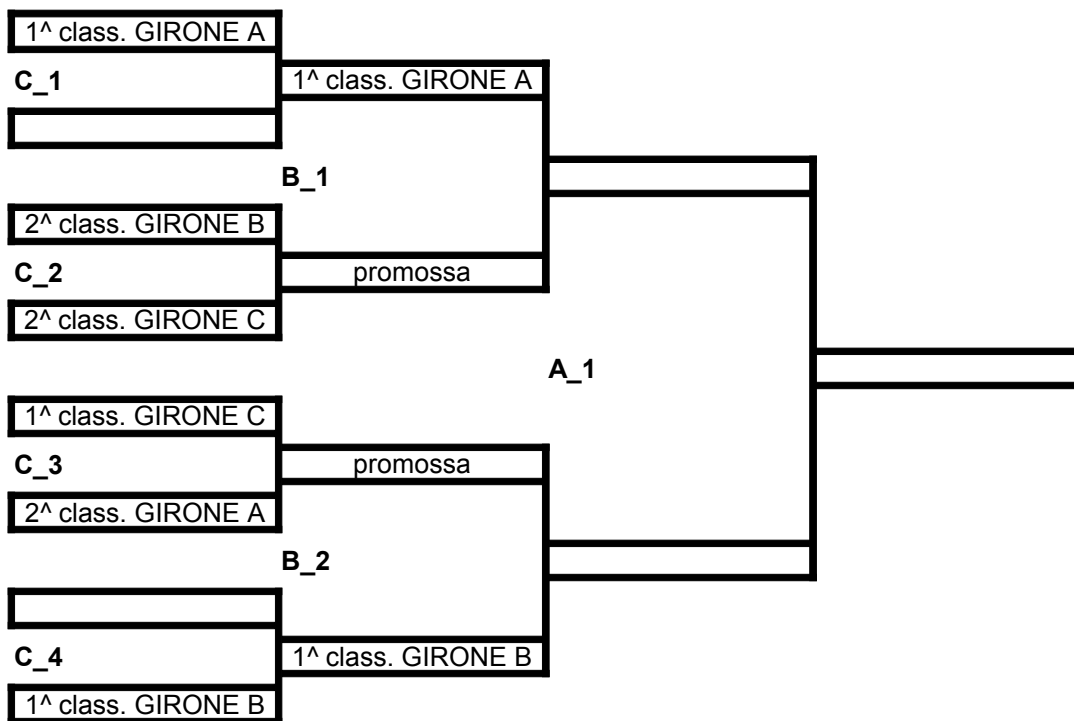 1^ class. GIRONE A
C_1
1^ class. GIRONE A
B_1
2^ class. GIRONE B
C_2
promossa
2^ class. GIRONE C
A_1
1^ class. GIRONE C
C_3
promossa
2^ class. GIRONE A
B_2
C_4
1^ class. GIRONE B
1^ class. GIRONE B